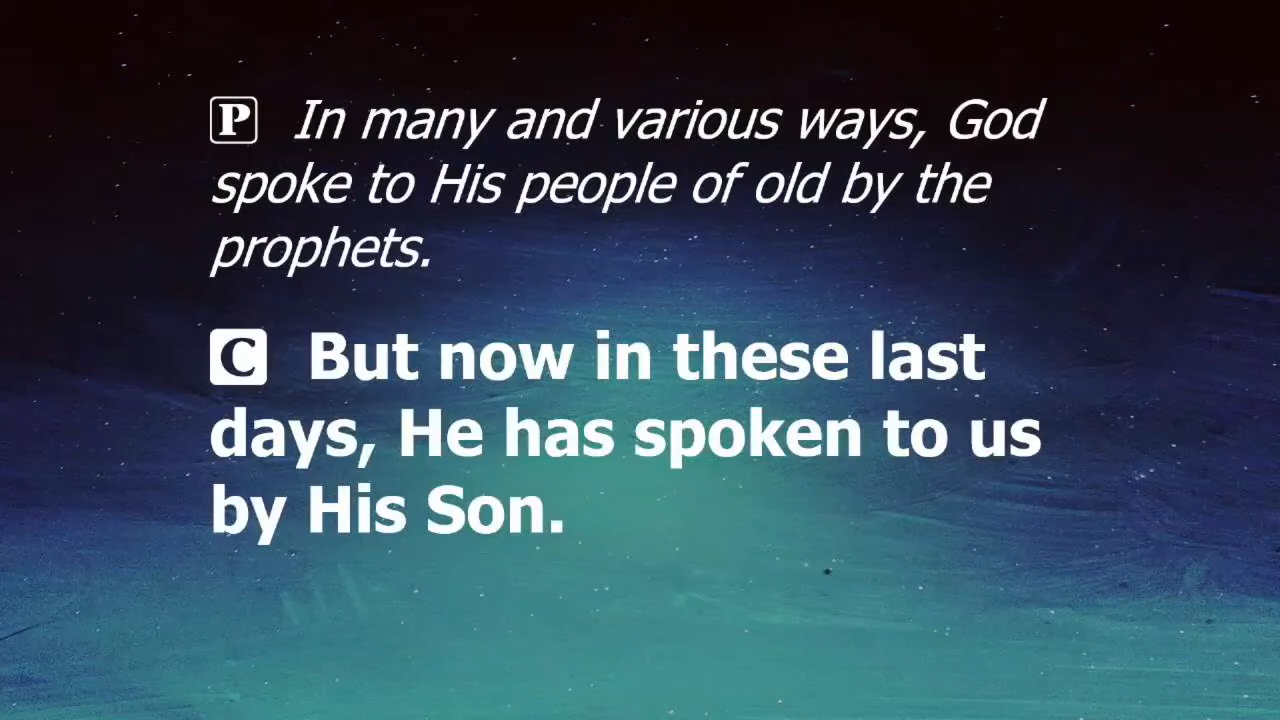 P In many and various ways, God
spoke to His people of old by the
prophets.
C But now in these last
days, He has spoken to us
by His Son.